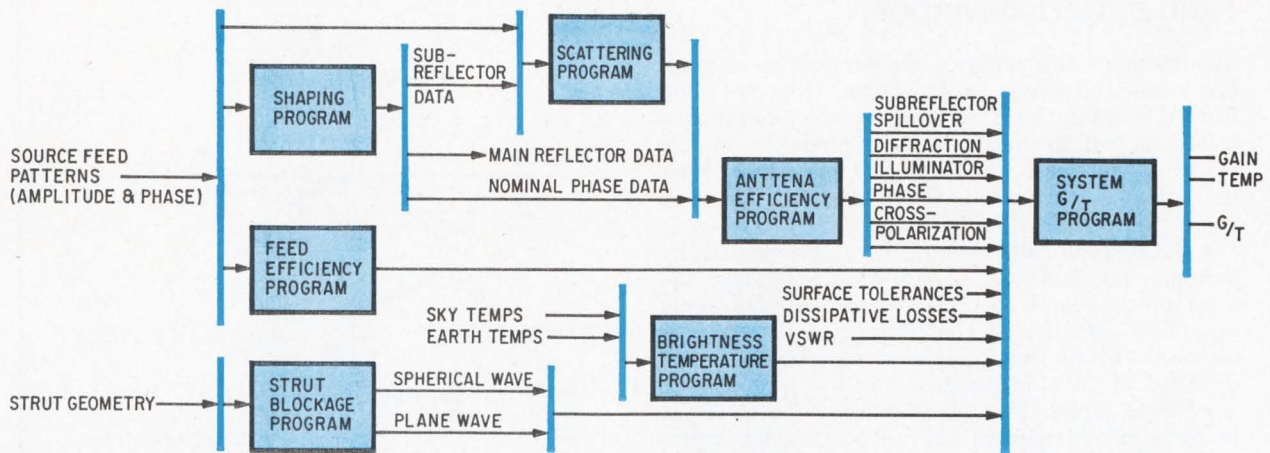 SOURCE FEED
PATTERNS
(AMPLITUDE & PHASE)
SHAPING
PROGRAM
FEED
EFFICIENCY
PROGRAM
SUB-
REFLECTOR
DATA
MAIN REFLECTOR DATA
NOMINAL PHASE DATA
SCATTERING
PROGRAM
ANTTENA
EFFICIENCY
PROGRAM
SUBREFLECTOR
SPILLOVER
DIFFRACTION
ILLUMINATOR
PHASE
CROSS-
POLARIZATION
SYSTEM
G/T
PROGRAM
GAIN
TEMP
G/T
SKY TEMPS
EARTH TEMPS
BRIGHTNESS
TEMPERATURE
PROGRAM
SURFACE TOLERANCES
DISSIPATIVE LOSSES
VSWR
STRUT GEOMETRY
STRUT
BLOCKAGE
PROGRAM
SPHERICAL WAVE
PLANE WAVE